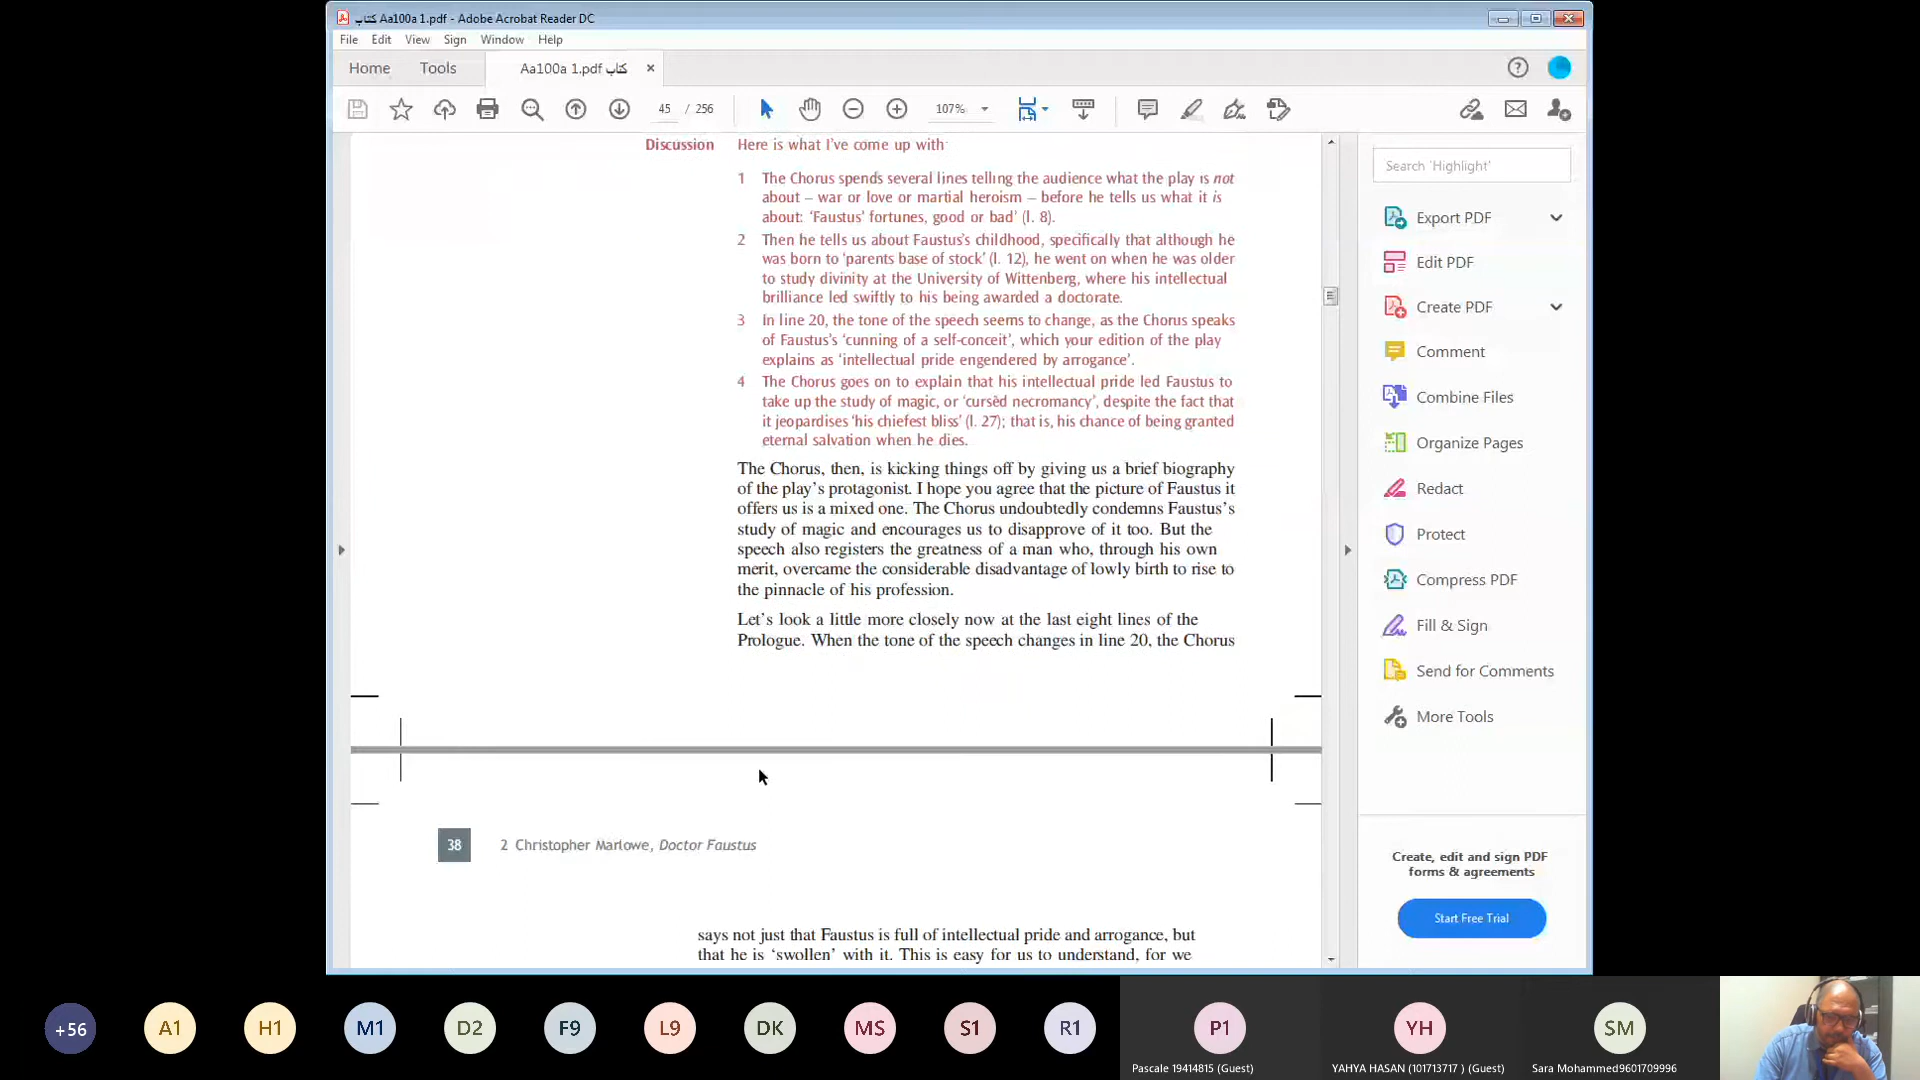 كتاب Aa100a 1.pdf - Adobe Acrobat Reader DC
File Edit View Sign Window Help
Home Tools Aa100a 1.pdf كتاب
45 / 256 107%
Discussion Here is what I've come up with
1 The Chorus spends several lines telling the audience what the play is not
about – war or love or martial heroism – before he tells us what it is
about: 'Faustus' fortunes, good or bad' (l. 8).
2 Then he tells us about Faustus's childhood, specifically that although he
was born to 'parents base of stock' (l. 12), he went on when he was older
to study divinity at the University of Wittenberg, where his intellectual
brilliance led swiftly to his being awarded a doctorate.
3 In line 20, the tone of the speech seems to change, as the Chorus speaks
of Faustus's 'cunning of a self-conceit', which your edition of the play
explains as 'intellectual pride engendered by arrogance'.
4 The Chorus goes on to explain that his intellectual pride led Faustus to
take up the study of magic, or 'cursèd necromancy', despite the fact that
it jeopardises 'his chiefest bliss' (l. 27); that is, his chance of being granted
eternal salvation when he dies.
The Chorus, then, is kicking things off by giving us a brief biography
of the play's protagonist. I hope you agree that the picture of Faustus it
offers us is a mixed one. The Chorus undoubtedly condemns Faustus's
study of magic and encourages us to disapprove of it too. But the
speech also registers the greatness of a man who, through his own
merit, overcame the considerable disadvantage of lowly birth to rise to
the pinnacle of his profession.
Let's look a little more closely now at the last eight lines of the
Prologue. When the tone of the speech changes in line 20, the Chorus
38 2 Christopher Marlowe, Doctor Faustus
says not just that Faustus is full of intellectual pride and arrogance, but
that he is 'swollen' with it. This is easy for us to understand, for we
Search 'Highlight'
Export PDF
Edit PDF
Create PDF
Comment
Combine Files
Organize Pages
Redact
Protect
Compress PDF
Fill & Sign
Send for Comments
More Tools
Create, edit and sign PDF
forms & agreements
Start Free Trial
+56 A1 H1 M1 D2 F9 L9 DK MS S1 R1 P1 YH SM
Pascale 19414815 (Guest) YAHYA HASAN (101713717 ) (Guest) Sara Mohammed9601709996